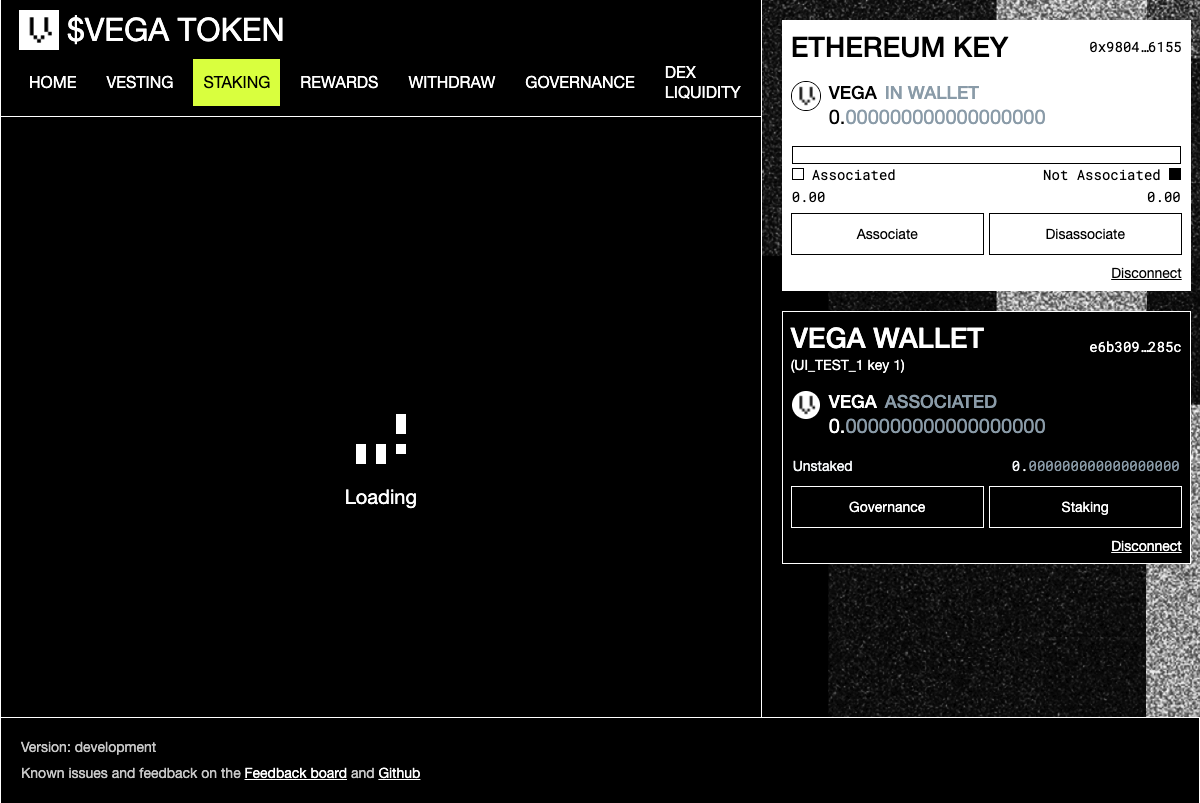 $VEGA TOKEN
HOME VESTING STAKING REWARDS WITHDRAW GOVERNANCE DEX LIQUIDITY
Loading
ETHEREUM KEY 0x9804…6155
VEGA IN WALLET
0.000000000000000000
Associated Not Associated
0.00 0.00
Associate Disassociate
Disconnect
VEGA WALLET e6b309…285c
(UI_TEST_1 key 1)
VEGA ASSOCIATED
0.000000000000000000
Unstaked 0.000000000000000000
Governance Staking
Disconnect
Version: development
Known issues and feedback on the Feedback board and Github